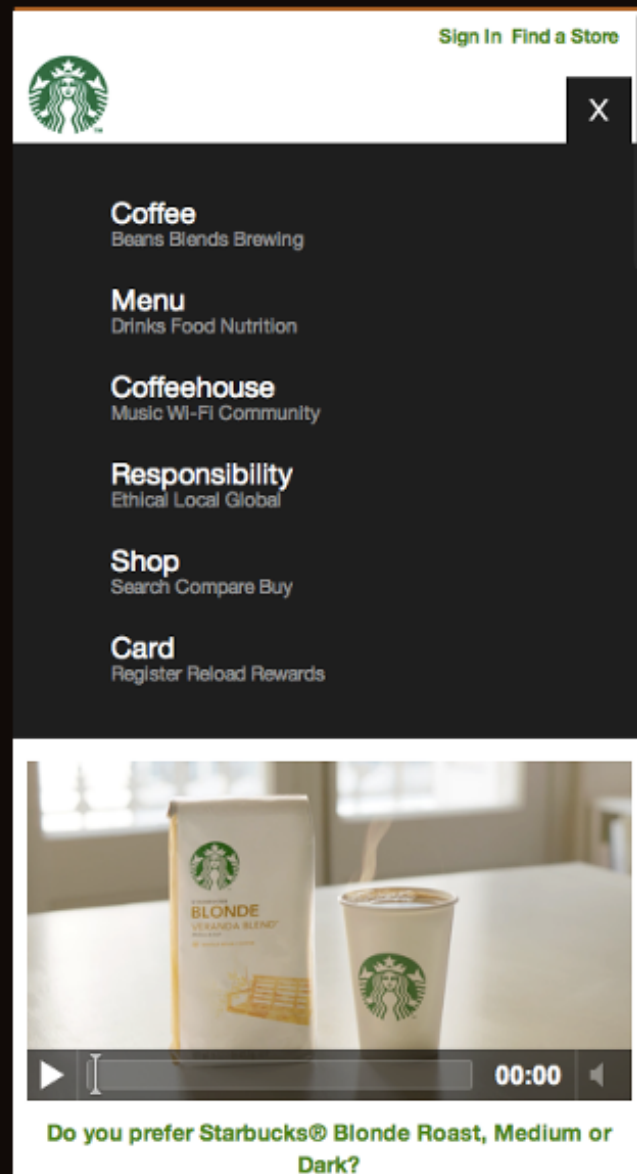 Sign In Find a Store
X
Coffee
Beans Blends Brewing
Menu
Drinks Food Nutrition
Coffeehouse
Music Wi-Fi Community
Responsibility
Ethical Local Global
Shop
Search Compare Buy
Card
Register Reload Rewards
BLONDE
VERANDA BLEND
00:00
Do you prefer Starbucks® Blonde Roast, Medium or
Dark?